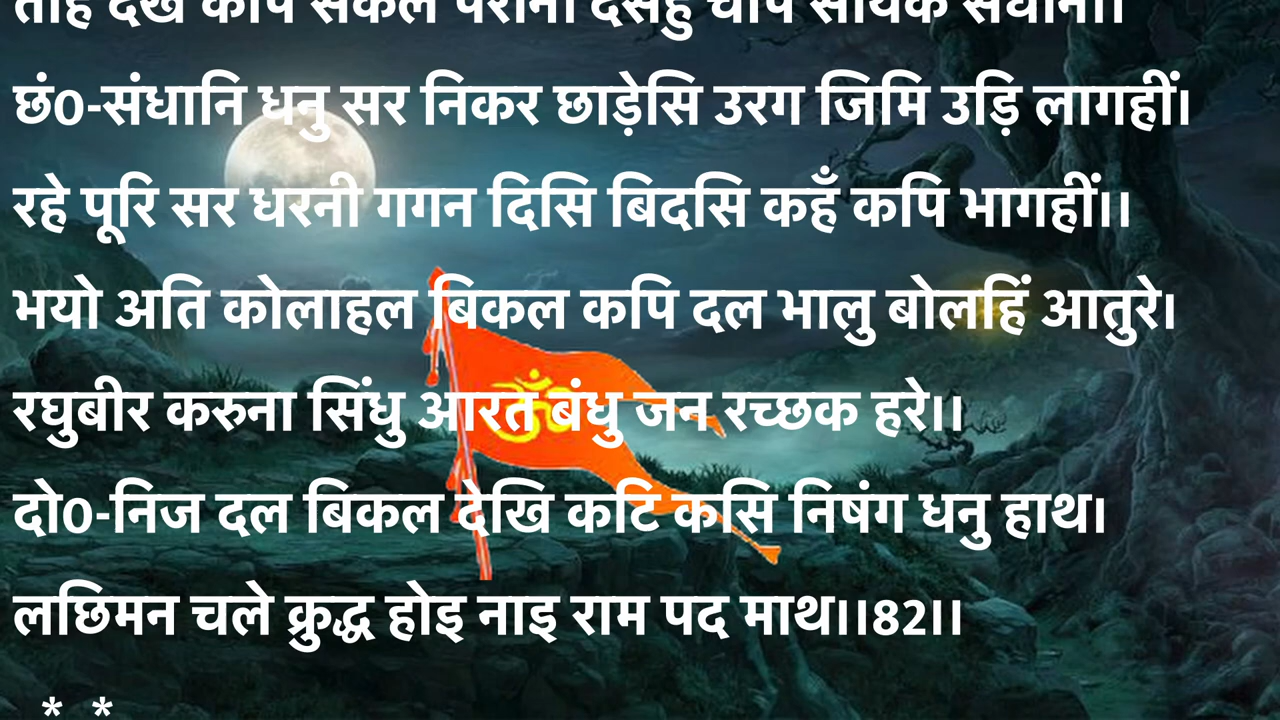 तेहिं देखे कपि सकल पराने। दसहुँ चाप सायक संधाने।।
छं0-संधानि धनु सर निकर छाड़ेसि उरग जिमि उड़ि लागहीं।
रहे पूरि सर धरनी गगन दिसि बिदसि कहँ कपि भागहीं।।
भयो अति कोलाहल बिकल कपि दल भालु बोलहिं आतुरे।
रघुबीर करुना सिंधु आरत बंधु जन रच्छक हरे।।
दो0-निज दल बिकल देखि कटि कसि निषंग धनु हाथ।
लछिमन चले क्रुद्ध होइ नाइ राम पद माथ।।82।।
* *